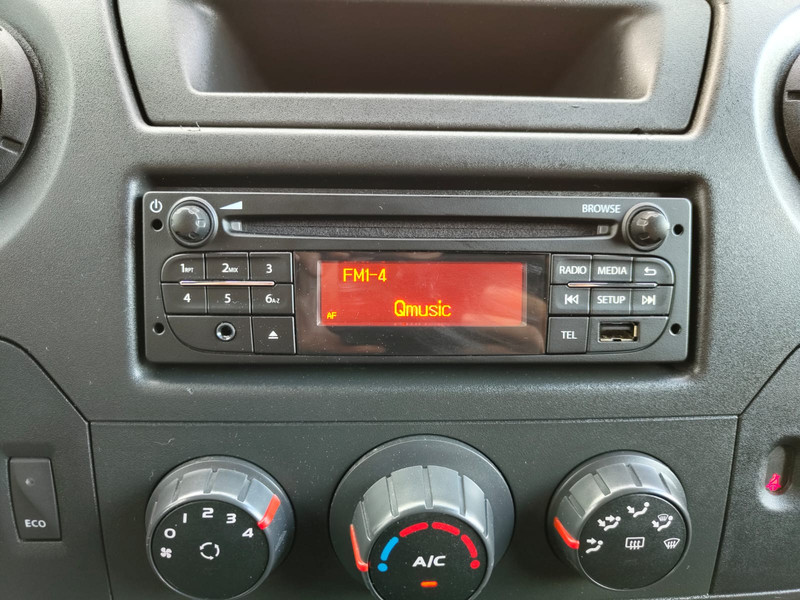 BROWSE
1RPT 2MIX 3
4 5 6A-Z
FM1-4
Qmusic
AF
RADIO MEDIA
SETUP
TEL
ECO
0 1 2 3 4
A/C